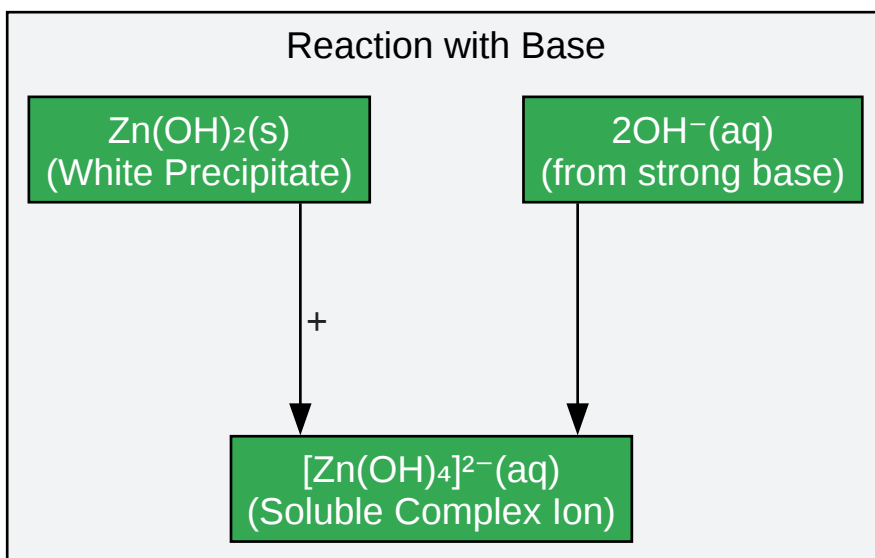 Reaction with Base
Zn(OH)₂(s)
(White Precipitate)
2OH⁻(aq)
(from strong base)
+
[Zn(OH)₄]²⁻(aq)
(Soluble Complex Ion)